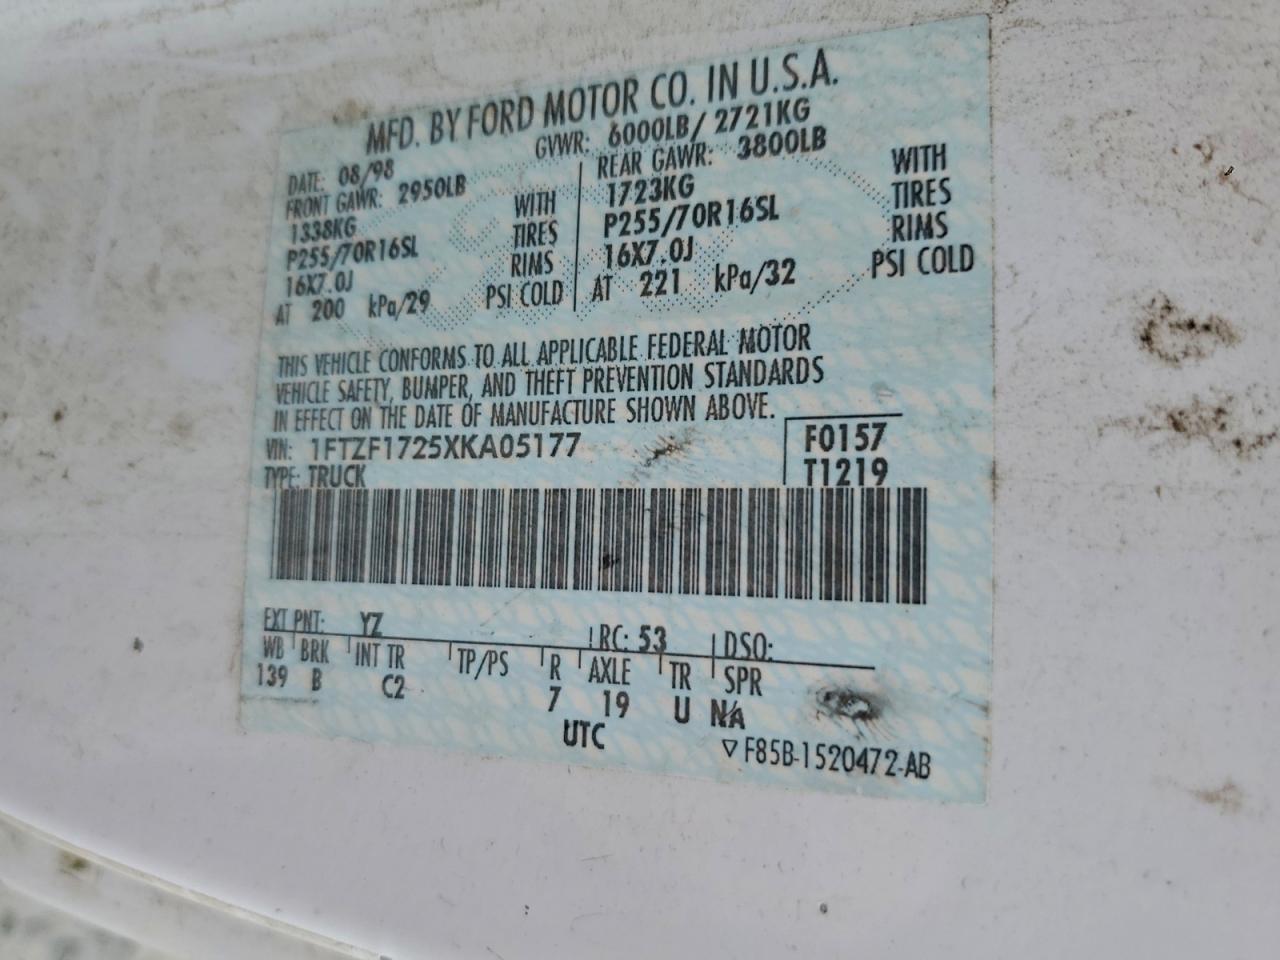 MFD. BY FORD MOTOR CO. IN U.S.A.
DATE: 08/98 GVWR: 6000LB/ 2721KG
FRONT GAWR: 2950LB REAR GAWR: 3800LB
1338KG WITH 1723KG WITH
P255/70R16SL TIRES P255/70R16SL TIRES
16X7.0J RIMS 16X7.0J RIMS
AT 200 kPa/29 PSI COLD AT 221 kPa/32 PSI COLD
THIS VEHICLE CONFORMS TO ALL APPLICABLE FEDERAL MOTOR
VEHICLE SAFETY, BUMPER, AND THEFT PREVENTION STANDARDS
IN EFFECT ON THE DATE OF MANUFACTURE SHOWN ABOVE.
VIN: 1FTZF1725XKA05177 F0157
TYPE: TRUCK T1219
EXT PNT: YZ RC: 53 DSO:
WB BRK INT TR TP/PS R AXLE TR SPR
139 B C2 7 19 U N/A
UTC
▽ F85B-1520472-AB